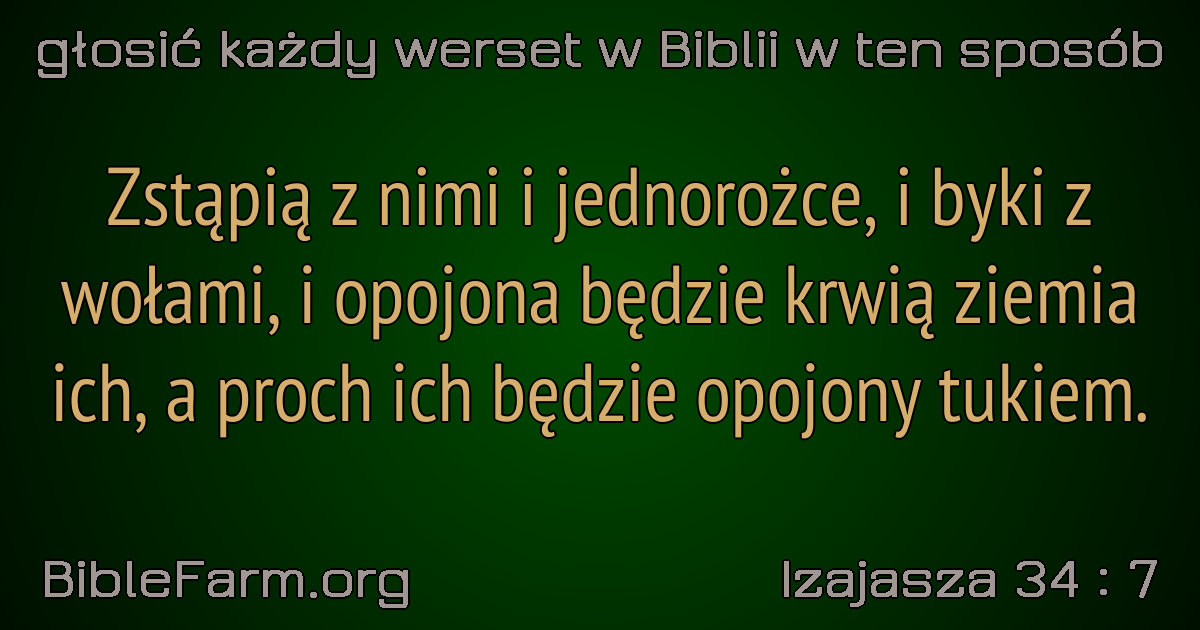 głosić każdy werset w Biblii w ten sposób
Zstąpią z nimi i jednorożce, i byki z
wołami, i opojona będzie krwią ziemia
ich, a proch ich będzie opojony tukiem.
BibleFarm.org
Izajasza 34 : 7